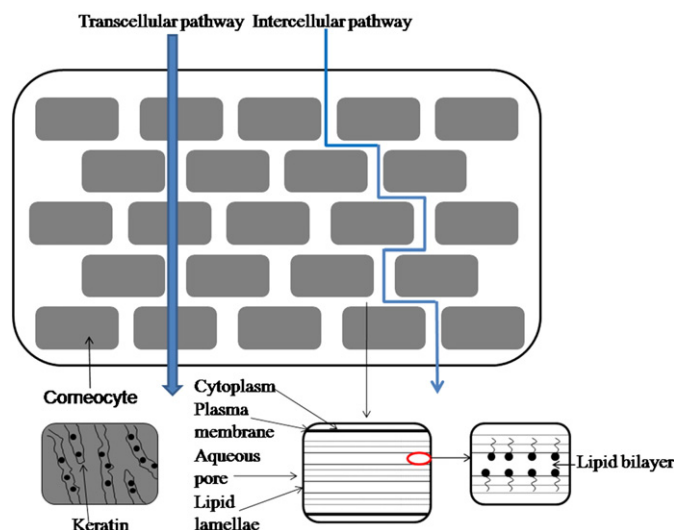 Transcellular pathway Intercellular pathway
Corneocyte
Keratin
Cytoplasm
Plasma
membrane
Aqueous
pore
Lipid
lamellae
Lipid bilayer